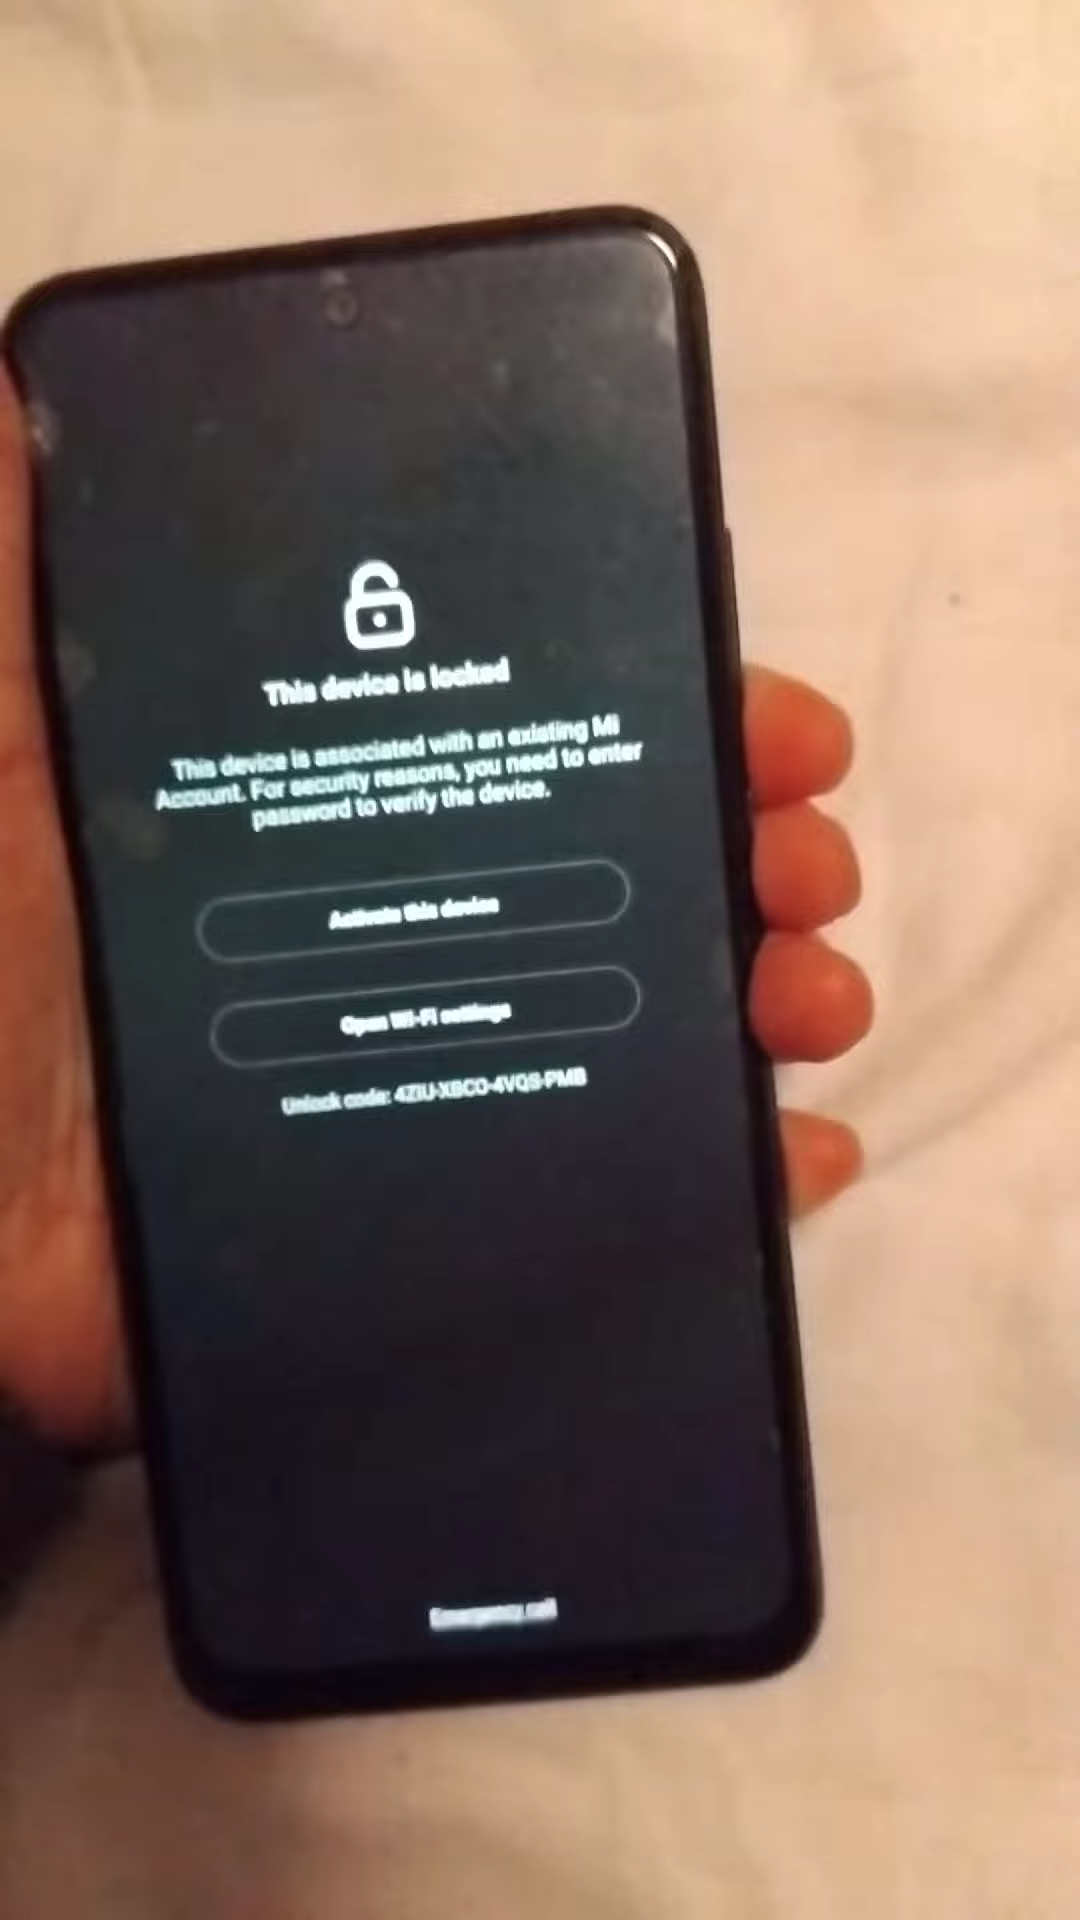 This device is locked
This device is associated with an existing Mi
Account. For security reasons, you need to enter
password to verify the device.
Activate this device
Open Wi-Fi settings
Unlock code:
Emergency call